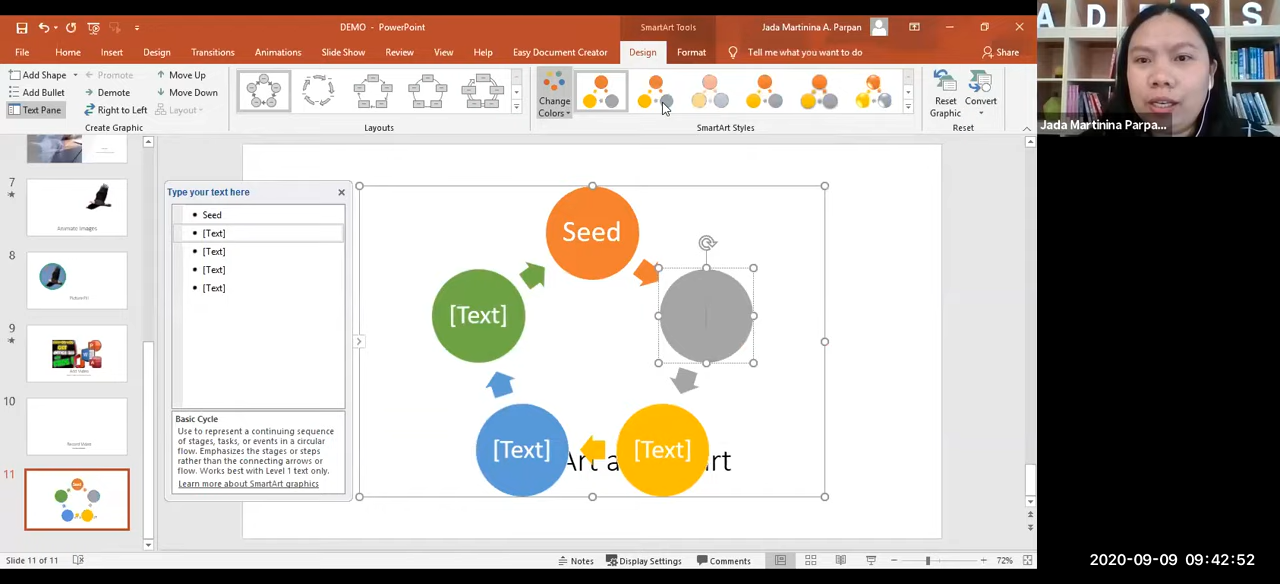 DEMO - PowerPoint
SmartArt Tools
Jada Martinina A. Parpan
File
Home
Insert
Design
Transitions
Animations
Slide Show
Review
View
Help
Easy Document Creator
Design
Format
Tell me what you want to do
Share
Add Shape
Promote
Move Up
Add Bullet
Demote
Move Down
Text Pane
Right to Left
Layout
Create Graphic
Layouts
Change Colors
SmartArt Styles
Reset Graphic
Convert
Reset
7
Animate Images
8
9
10
11
Type your text here
Seed
[Text]
[Text]
[Text]
[Text]
Basic Cycle
Use to represent a continuing sequence
of stages, tasks, or events in a circular
flow. Emphasizes the stages or steps
rather than the connecting arrows or
flow. Works best with Level 1 text only.
Learn more about SmartArt graphics
Seed
[Text]
[Text]
[Text]
Slide 11 of 11
Notes
Display Settings
Comments
72%
A D E R S
Jada Martinina Parpa...
2020-09-09 09:42:52